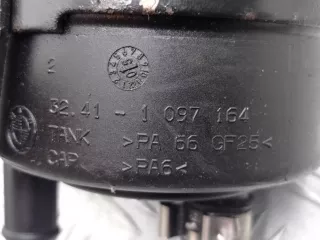 2
32.41 - 1 097 164
TANK >PA 66 GF25<
CAP >PA6<